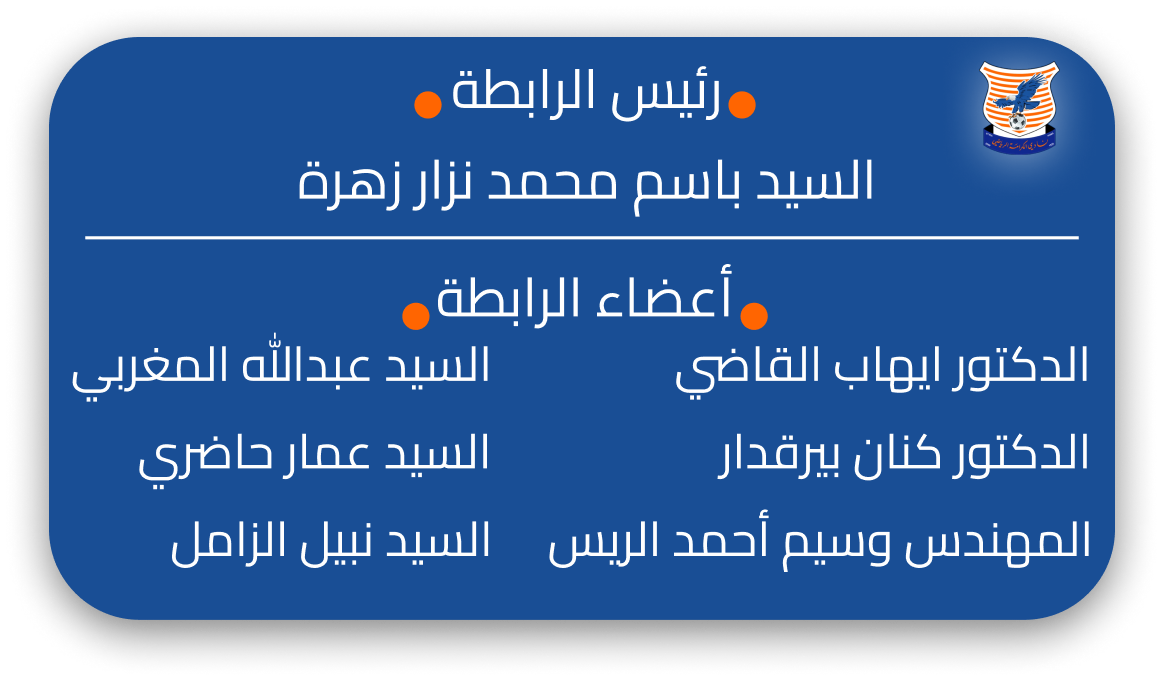 رئيس الرابطة
السيد باسم محمد نزار زهرة
أعضاء الرابطة
الدكتور ايهاب القاضي
السيد عبدالله المغربي
الدكتور كنان بيرقدار
السيد عمار حاضري
المهندس وسيم أحمد الريس
السيد نبيل الزامل